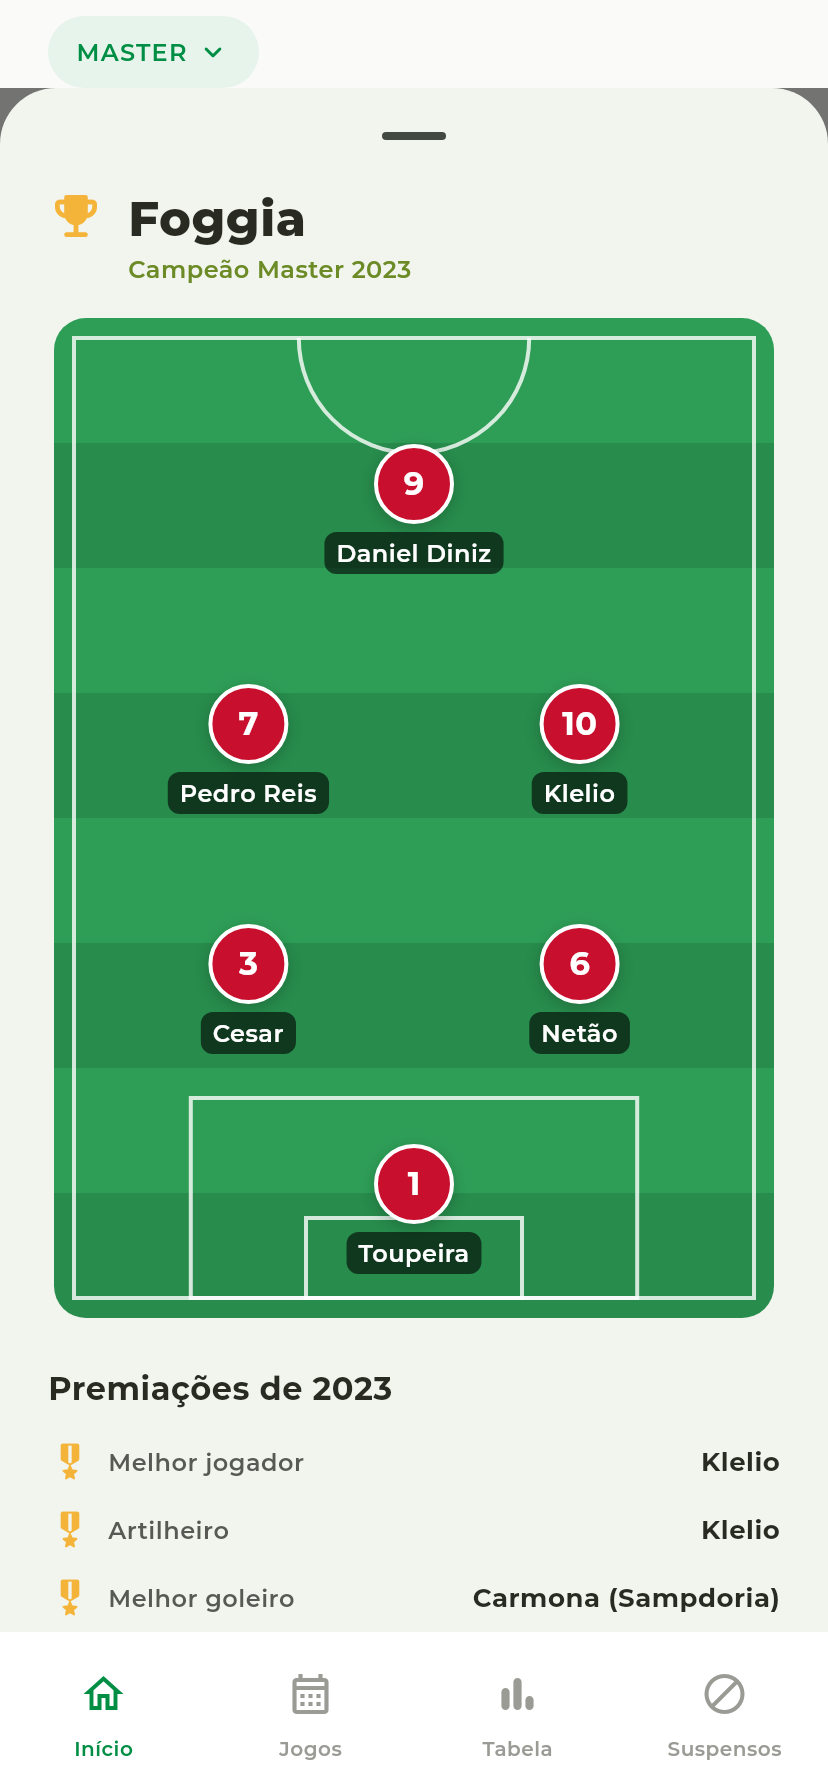 MASTER
Foggia
Campeão Master 2023
9
Daniel Diniz
7
10
Pedro Reis
Klelio
3
6
Cesar
Netão
1
Toupeira
Premiações de 2023
Melhor jogador Klelio
Artilheiro Klelio
Melhor goleiro Carmona (Sampdoria)
Início Jogos Tabela Suspensos